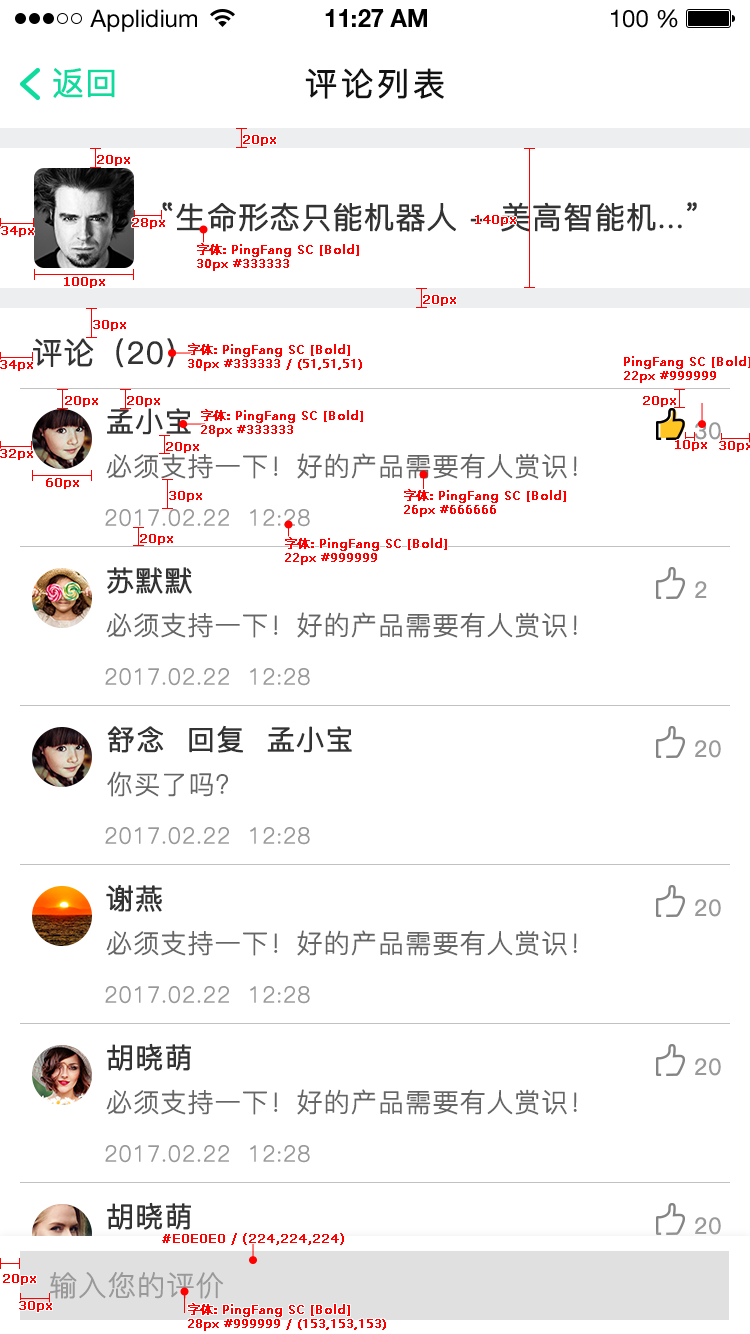 Applidium 11:27 AM 100 %
返回 评论列表
20px
20px
“生命形态只能机器人 - 美高智能机...”
28px
140px
34px
字体: PingFang SC [Bold]
30px #333333
100px
20px
30px
评论（20）
34px
字体: PingFang SC [Bold]
30px #333333 / (51,51,51)
PingFang SC [Bold]
22px #999999
20px
20px
20px
孟小宝
字体: PingFang SC [Bold]
28px #333333
30
10px
30px
32px
20px
必须支持一下！好的产品需要有人赏识！
60px
30px
字体: PingFang SC [Bold]
26px #666666
2017.02.22 12:28
20px
字体: PingFang SC [Bold]
22px #999999
苏默默
2
必须支持一下！好的产品需要有人赏识！
2017.02.22 12:28
舒念 回复 孟小宝
20
你买了吗？
2017.02.22 12:28
谢燕
20
必须支持一下！好的产品需要有人赏识！
2017.02.22 12:28
胡晓萌
20
必须支持一下！好的产品需要有人赏识！
2017.02.22 12:28
胡晓萌
20
#E0E0E0 / (224,224,224)
20px
输入您的评价
30px
字体: PingFang SC [Bold]
28px #999999 / (153,153,153)